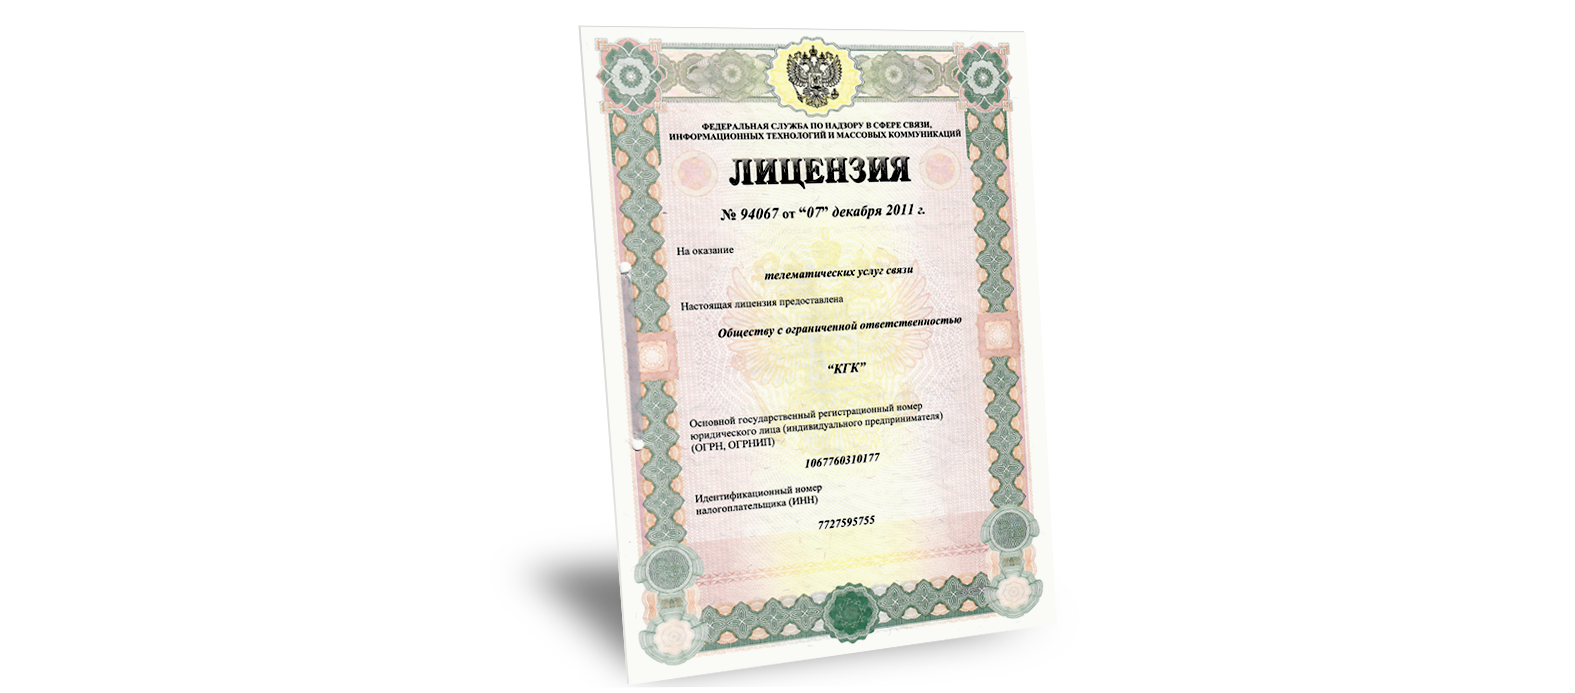 ФЕДЕРАЛЬНАЯ СЛУЖБА ПО НАДЗОРУ В СФЕРЕ СВЯЗИ,
ИНФОРМАЦИОННЫХ ТЕХНОЛОГИЙ И МАССОВЫХ КОММУНИКАЦИЙ
ЛИЦЕНЗИЯ
№ 94067 от “07” декабря 2011 г.
На оказание
телематических услуг связи
Настоящая лицензия предоставлена
Обществу с ограниченной ответственностью
“КГК”
Основной государственный регистрационный номер
юридического лица (индивидуального предпринимателя)
(ОГРН, ОГРНИП)
1067760310177
Идентификационный номер
налогоплательщика (ИНН)
7727595755